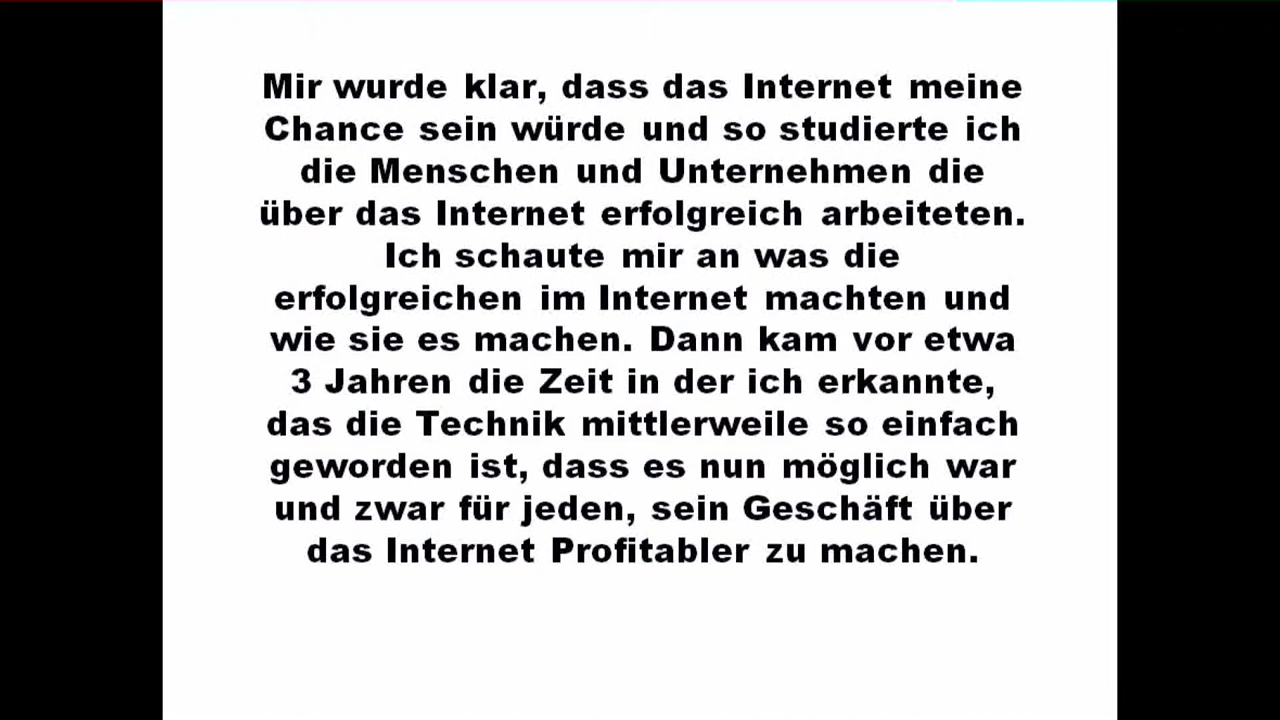 Mir wurde klar, dass das Internet meine
Chance sein würde und so studierte ich
die Menschen und Unternehmen die
über das Internet erfolgreich arbeiteten.
Ich schaute mir an was die
erfolgreichen im Internet machten und
wie sie es machen. Dann kam vor etwa
3 Jahren die Zeit in der ich erkannte,
das die Technik mittlerweile so einfach
geworden ist, dass es nun möglich war
und zwar für jeden, sein Geschäft über
das Internet Profitabler zu machen.